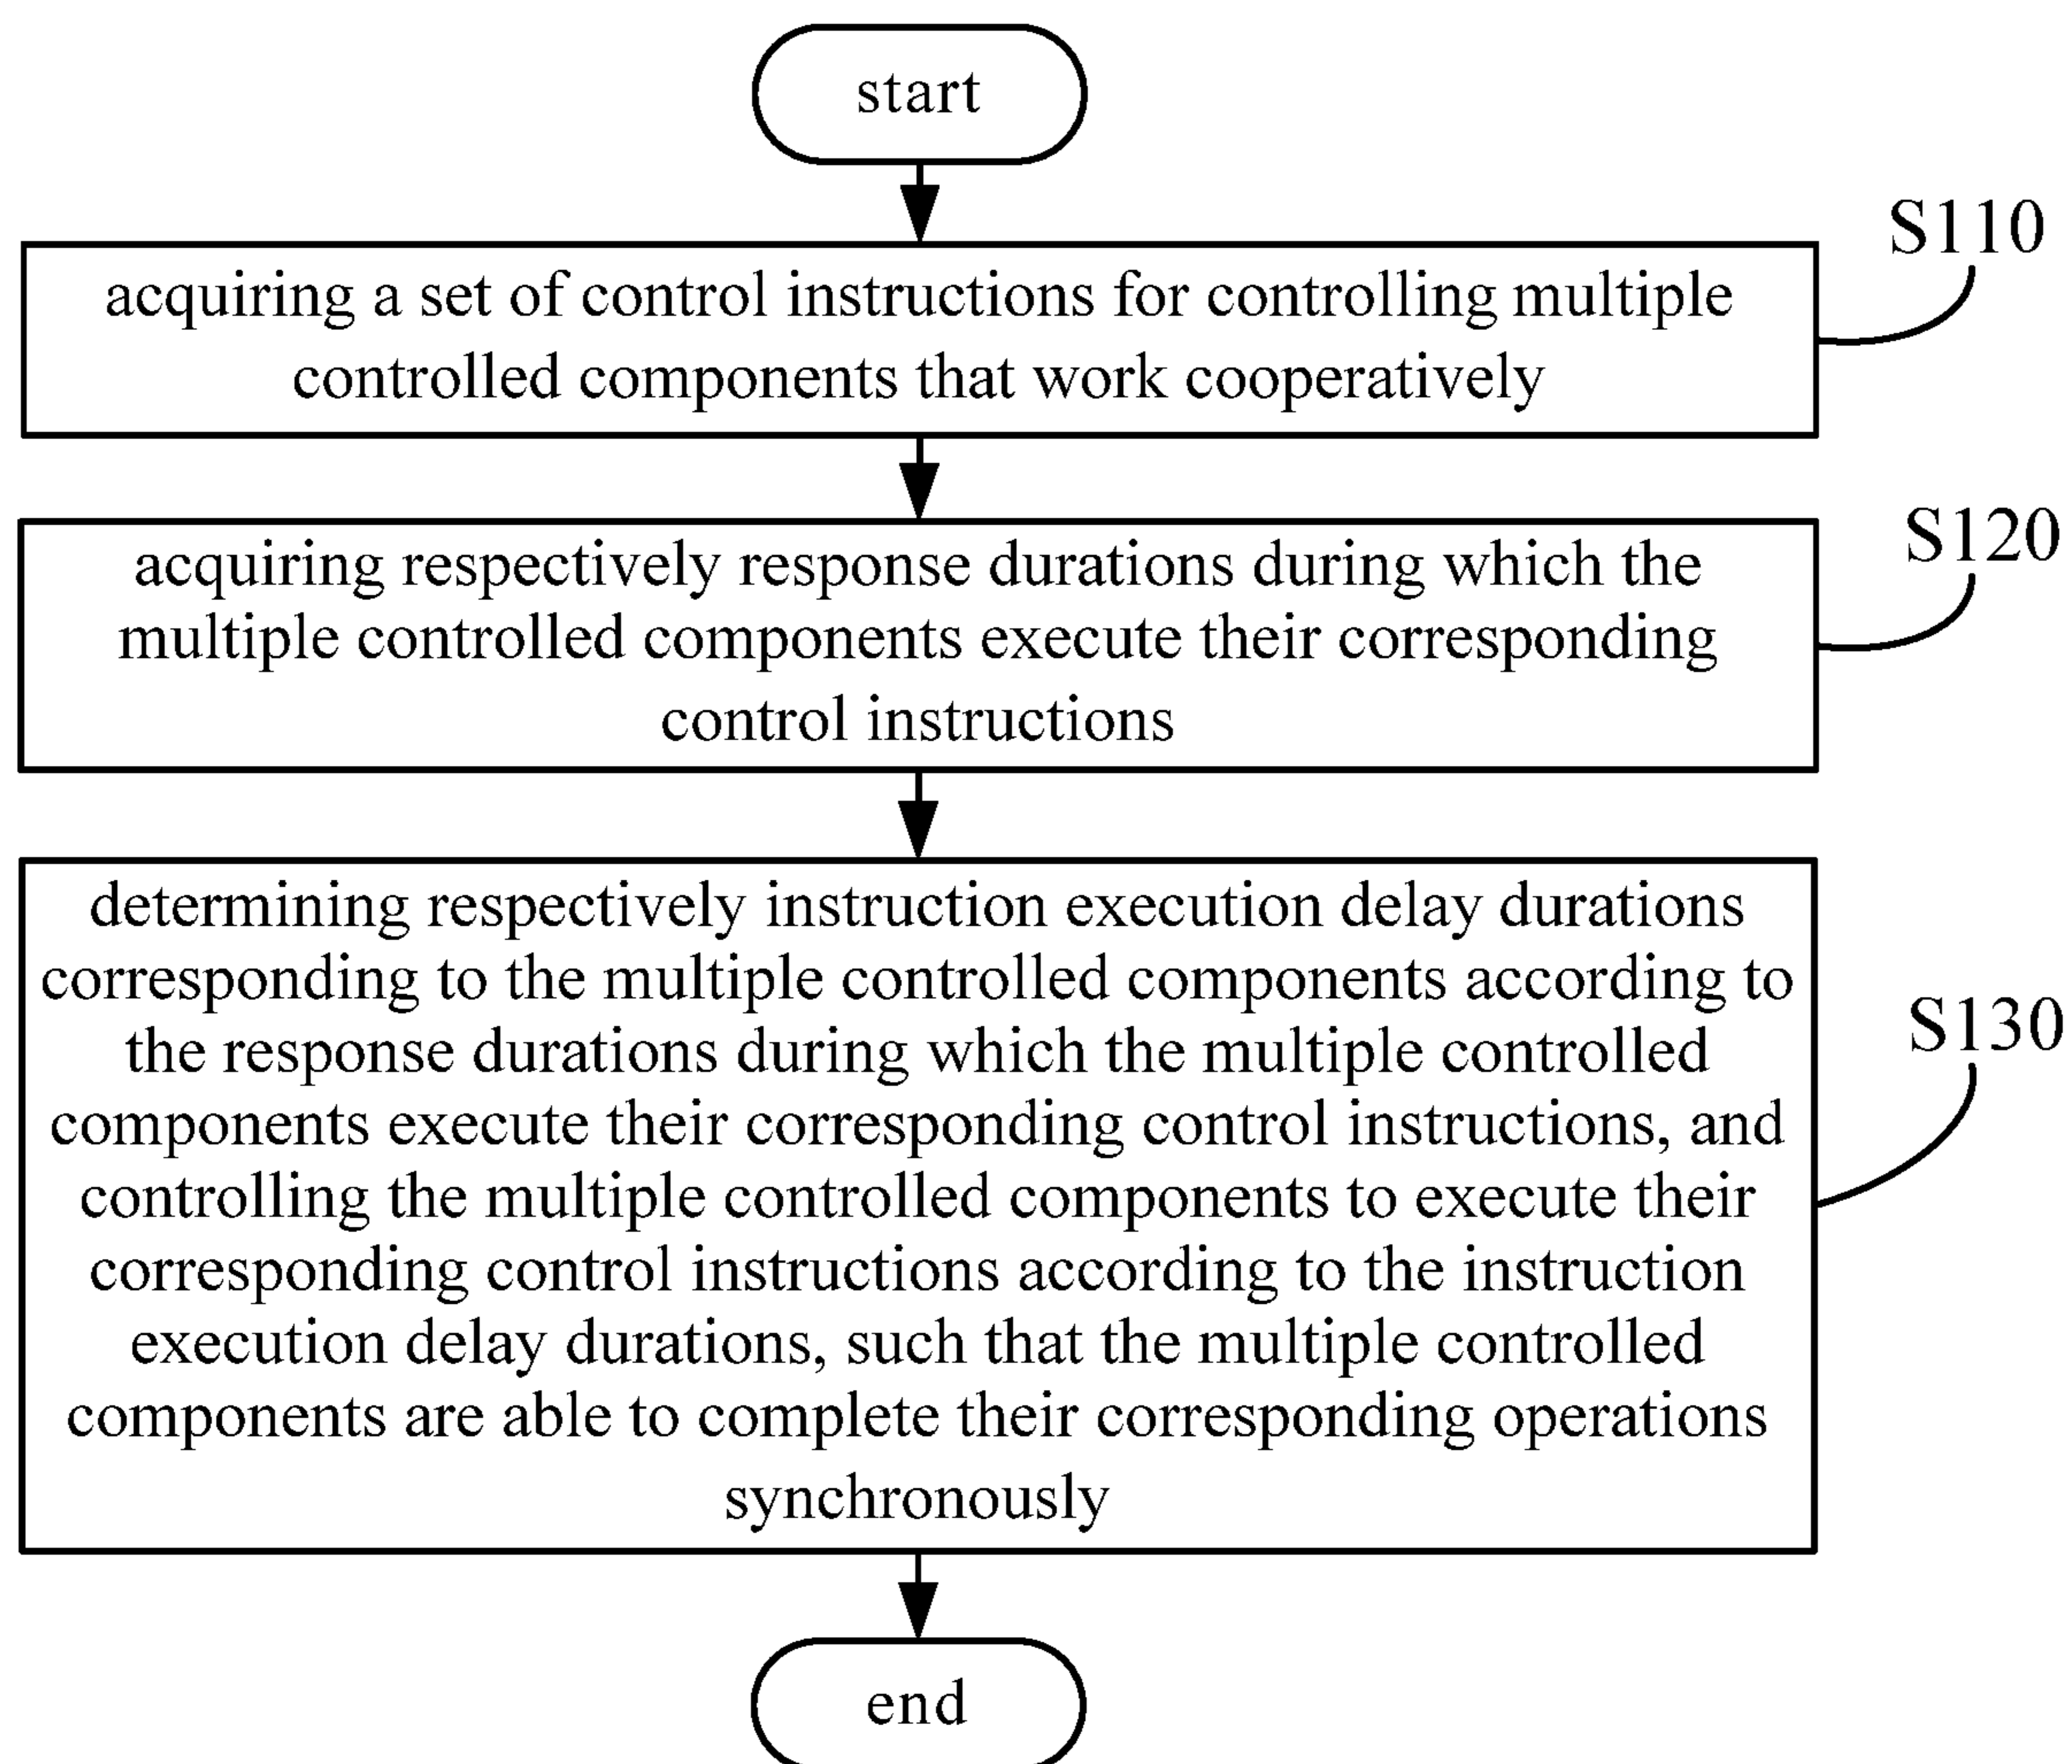 start
S110
acquiring a set of control instructions for controlling multiple
controlled components that work cooperatively
S120
acquiring respectively response durations during which the
multiple controlled components execute their corresponding
control instructions
determining respectively instruction execution delay durations
corresponding to the multiple controlled components according to
the response durations during which the multiple controlled
S130
components execute their corresponding control instructions, and
controlling the multiple controlled components to execute their
corresponding control instructions according to the instruction
execution delay durations, such that the multiple controlled
components are able to complete their corresponding operations
synchronously
end